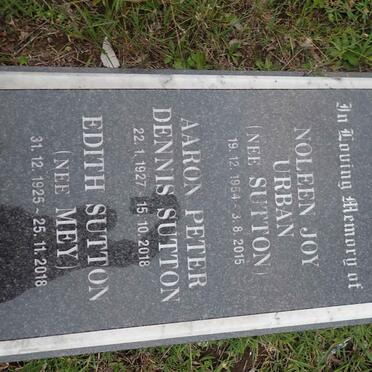 In Loving Memory of
NOLEEN JOY
URBAN
(NEE SUTTON)
19. 12. 1954 ~ 3. 8. 2015
AARON PETER
DENNIS SUTTON
22. 1. 1927 ~ 15. 10. 2018
EDITH SUTTON
(NEE MEY)
31. 12. 1925 ~ 25. 11. 2018